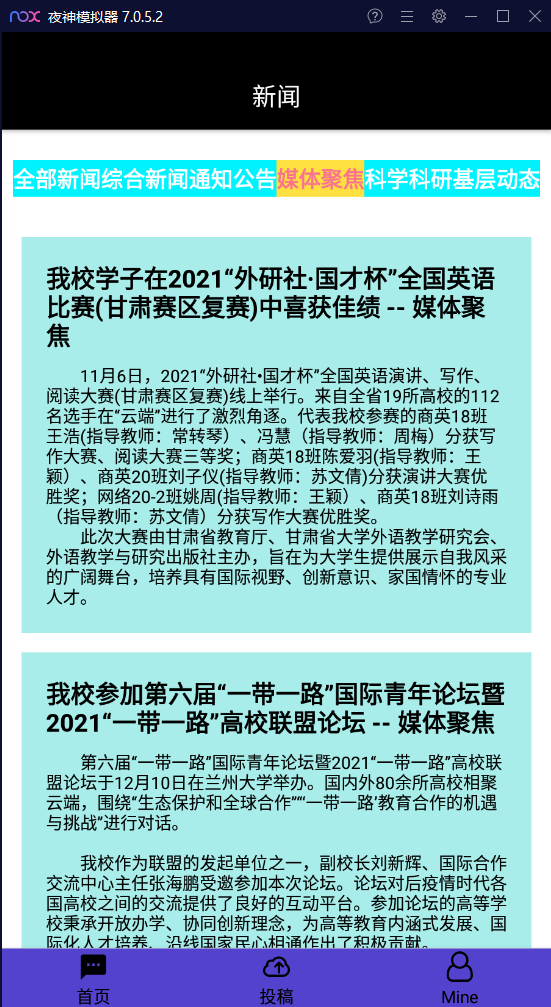 nox 夜神模拟器 7.0.5.2
新闻
全部新闻综合新闻通知公告媒体聚焦科学科研基层动态
我校学子在2021“外研社·国才杯”全国英语
比赛(甘肃赛区复赛)中喜获佳绩 -- 媒体聚
焦
11月6日，2021“外研社•国才杯”全国英语演讲、写作、
阅读大赛(甘肃赛区复赛)线上举行。来自全省19所高校的112
名选手在“云端”进行了激烈角逐。代表我校参赛的商英18班
王浩(指导教师：常转琴）、冯慧（指导教师：周梅）分获写
作大赛、阅读大赛三等奖；商英18班陈爱羽(指导教师：王
颖）、商英20班刘子仪(指导教师：苏文倩)分获演讲大赛优
胜奖；网络20-2班姚周(指导教师：王颖）、商英18班刘诗雨
（指导教师：苏文倩）分获写作大赛优胜奖。
此次大赛由甘肃省教育厅、甘肃省大学外语教学研究会、
外语教学与研究出版社主办，旨在为大学生提供展示自我风采
的广阔舞台，培养具有国际视野、创新意识、家国情怀的专业
人才。
我校参加第六届“一带一路”国际青年论坛暨
2021“一带一路”高校联盟论坛 -- 媒体聚焦
第六届“一带一路”国际青年论坛暨2021“一带一路”高校联
盟论坛于12月10日在兰州大学举办。国内外80余所高校相聚
云端，围绕“生态保护和全球合作”“‘一带一路’教育合作的机遇
与挑战”进行对话。
我校作为联盟的发起单位之一，副校长刘新辉、国际合作
交流中心主任张海鹏受邀参加本次论坛。论坛对后疫情时代各
国高校之间的交流提供了良好的互动平台。参加论坛的高等学
校秉承开放办学、协同创新理念，为高等教育内涵式发展、国
际化人才培养、沿线国家民心相通作出了积极贡献。
首页 投稿 Mine